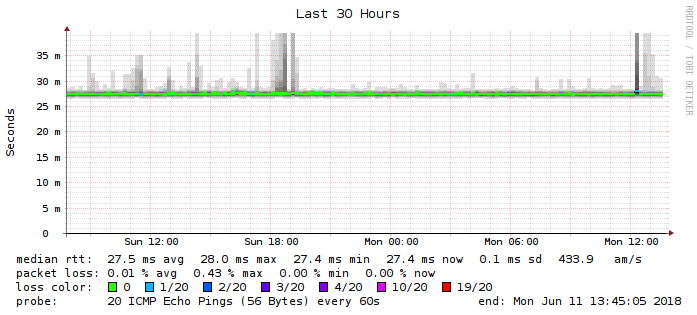 Last 30 Hours
RRDTOOL / TOBI OETIKER
Seconds
35 m
30 m
25 m
20 m
15 m
10 m
5 m
0
Sun 12:00 Sun 18:00 Mon 00:00 Mon 06:00 Mon 12:00
median rtt: 27.5 ms avg 28.0 ms max 27.4 ms min 27.4 ms now 0.1 ms sd 433.9 am/s
packet loss: 0.01 % avg 0.43 % max 0.00 % min 0.00 % now
loss color: 0 1/20 2/20 3/20 4/20 10/20 19/20
probe: 20 ICMP Echo Pings (56 Bytes) every 60s end: Mon Jun 11 13:45:05 2018